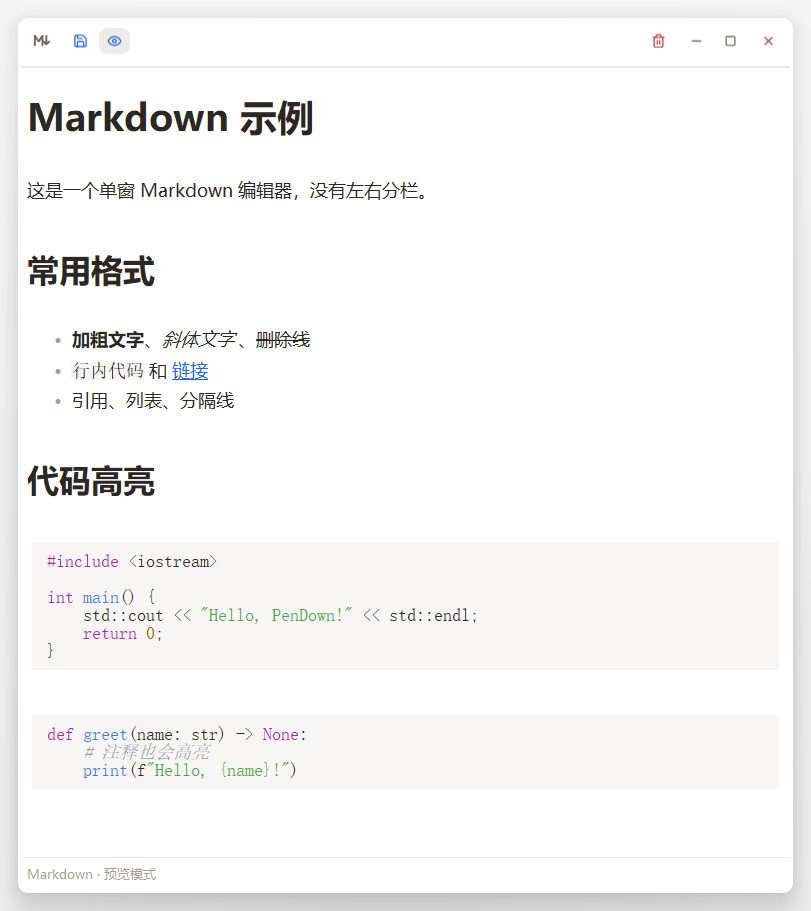 M↓
Markdown 示例
这是一个单窗 Markdown 编辑器，没有左右分栏。
常用格式
• 加粗文字、斜体文字、删除线
• 行内代码 和 链接
• 引用、列表、分隔线
代码高亮
#include <iostream>
int main() {
    std::cout << "Hello, PenDown!" << std::endl;
    return 0;
}
def greet(name: str) -> None:
    # 注释也会高亮
    print(f"Hello, {name}!")
Markdown · 预览模式